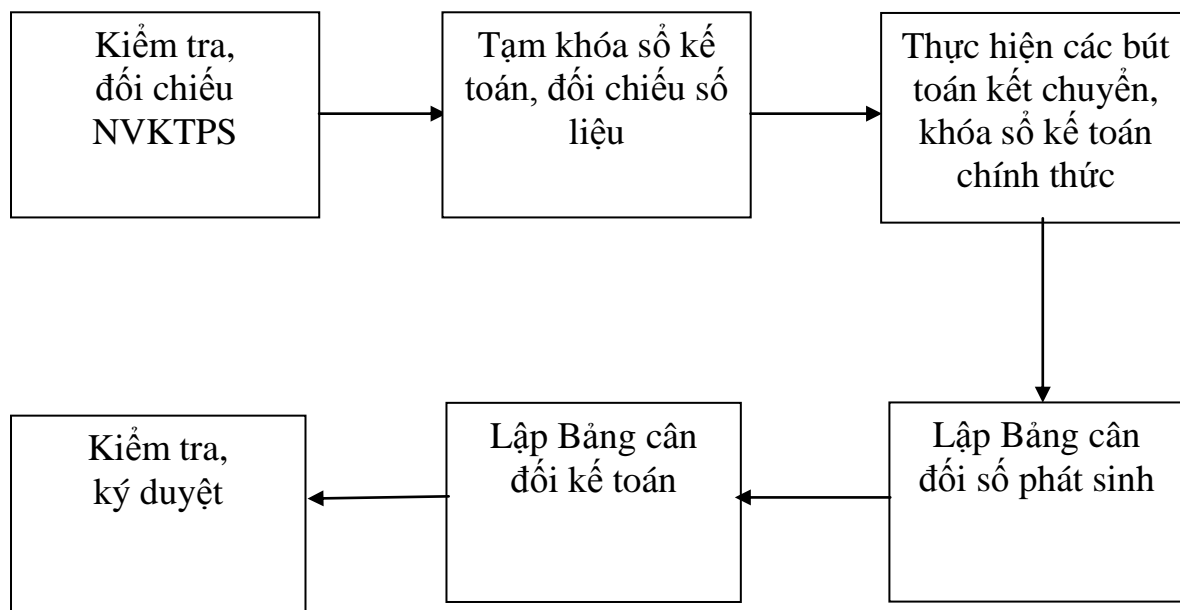 Kiểm tra,
đối chiếu
NVKTPS
Tạm khóa sổ kế
toán, đối chiếu số
liệu
Thực hiện các bút
toán kết chuyển,
khóa sổ kế toán
chính thức
Lập Bảng cân
đối số phát sinh
Lập Bảng cân
đối kế toán
Kiểm tra,
ký duyệt